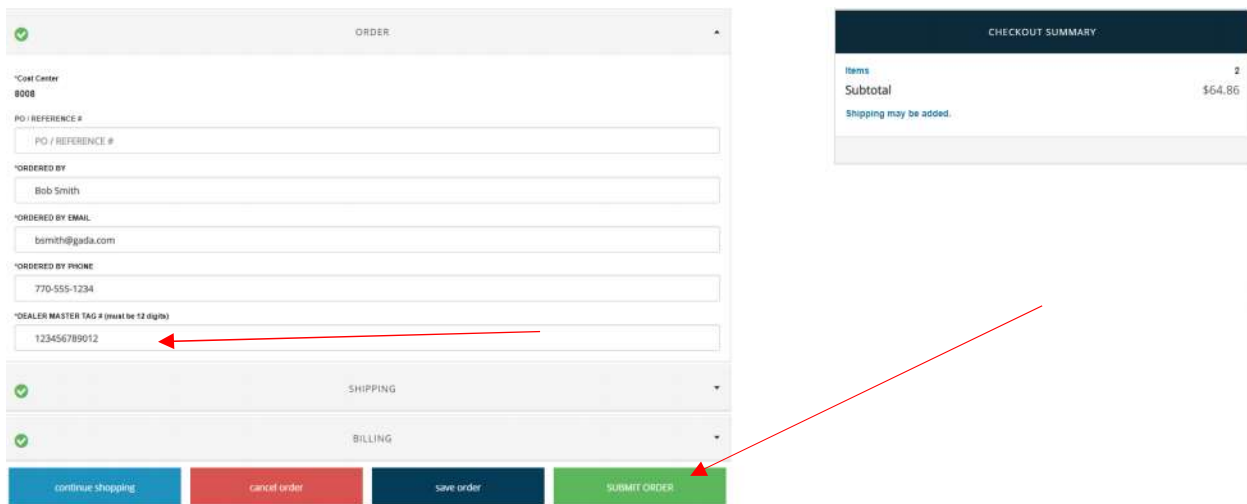 ORDER
*Cost Center
8008
PO / REFERENCE #
PO / REFERENCE #
*ORDERED BY
Bob Smith
*ORDERED BY EMAIL
bsmith@gada.com
*ORDERED BY PHONE
770-555-1234
*DEALER MASTER TAG # (must be 12 digits)
123456789012
SHIPPING
BILLING
continue shopping cancel order save order SUBMIT ORDER
CHECKOUT SUMMARY
Items 2
Subtotal $64.86
Shipping may be added.